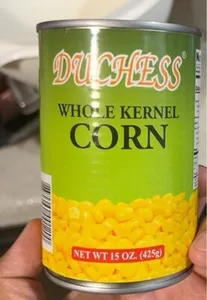 DUCHESS®
WHOLE KERNEL
CORN
NET WT 15 OZ. (425g)